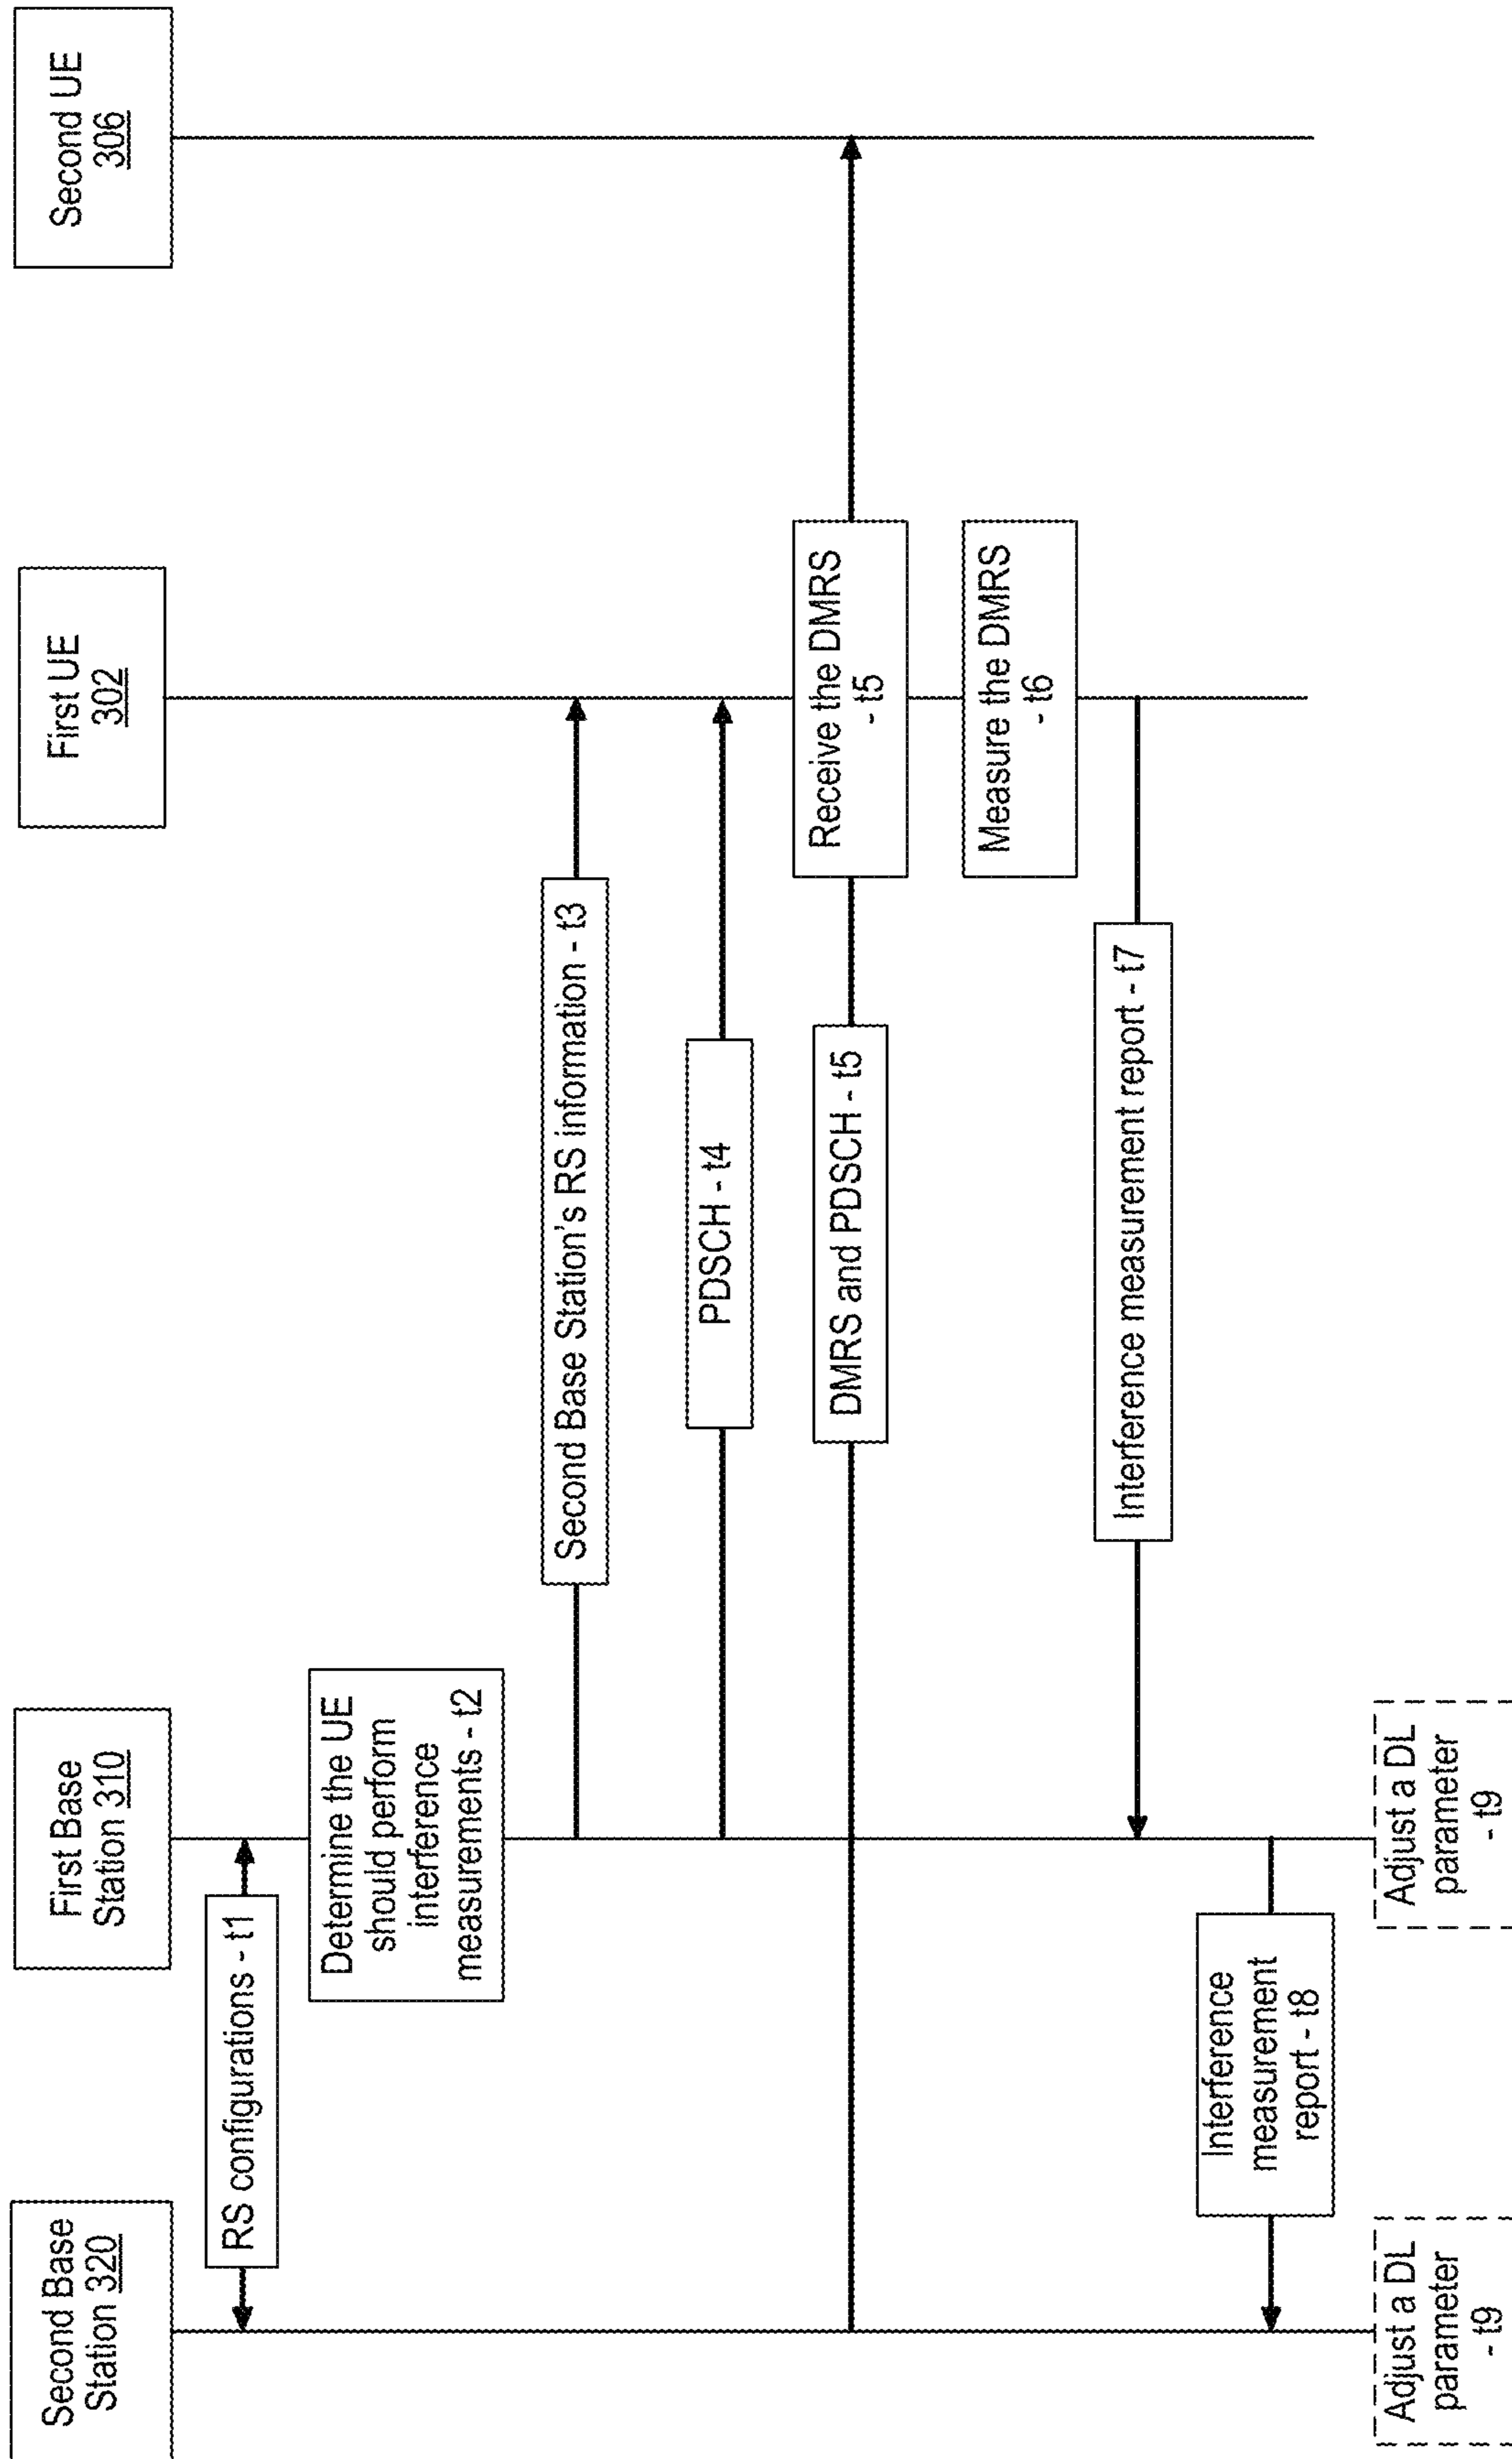 Second Base
Station 320
First Base
Station 310
First UE
302
Second UE
306
RS configurations - t1
Determine the UE
should perform
interference
measurements - t2
Second Base Station's RS information - t3
PDSCH - t4
DMRS and PDSCH - t5
Receive the DMRS
- t5
Measure the DMRS
- t6
Interference measurement report - t7
Interference
measurement
report - t8
Adjust a DL
parameter
- t9
Adjust a DL
parameter
- t9